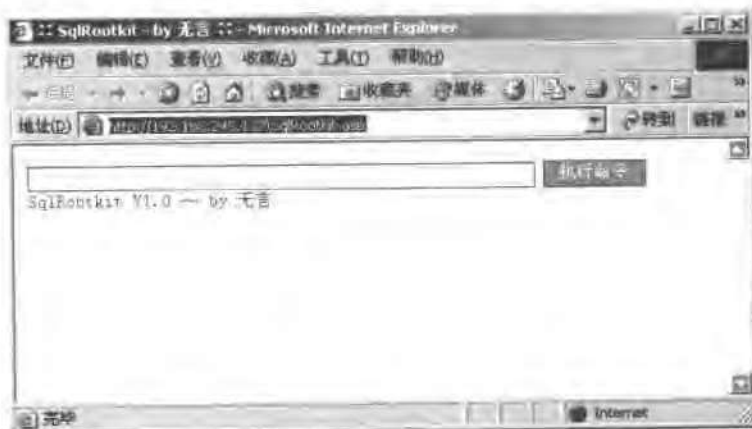 :: SqlRootkit - by 无言 :: - Microsoft Internet Explorer
文件(F) 编辑(E) 查看(V) 收藏(A) 工具(T) 帮助(H)
搜索 收藏夹 媒体
地址(D) 转到 链接
执行命令
SqlRootkit V1.0 ~ by 无言
完毕 Internet